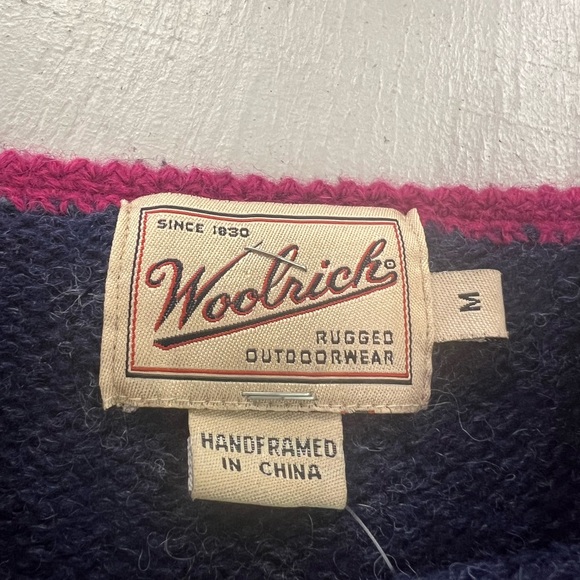 SINCE 1830
Woolrich®
RUGGED
OUTDOORWEAR
M
HANDFRAMED
IN CHINA